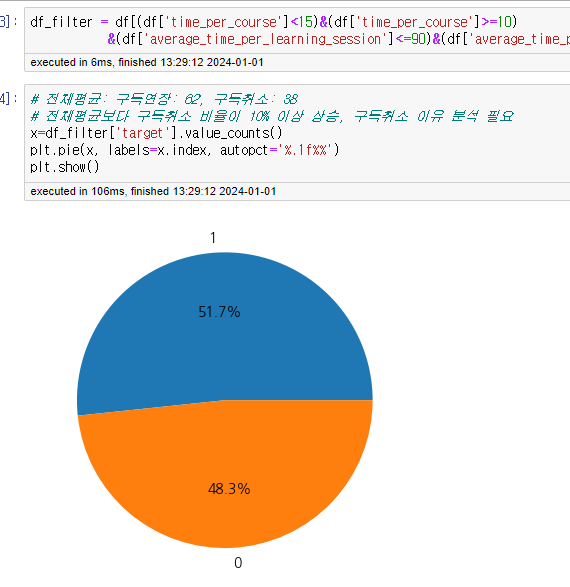 3]: df_filter = df[(df['time_per_course']<15)&(df['time_per_course']>=10)
&(df['average_time_per_learning_session']<=90)&(df['average_time_p
executed in 6ms, finished 13:29:12 2024-01-01
4]: # 전체평균: 구독연장: 62, 구독취소: 38
# 전체평균보다 구독취소 비율이 10% 이상 상승, 구독취소 이유 분석 필요
x=df_filter['target'].value_counts()
plt.pie(x, labels=x.index, autopct='%.1f%%')
plt.show()
executed in 106ms, finished 13:29:12 2024-01-01
1
51.7%
48.3%
0